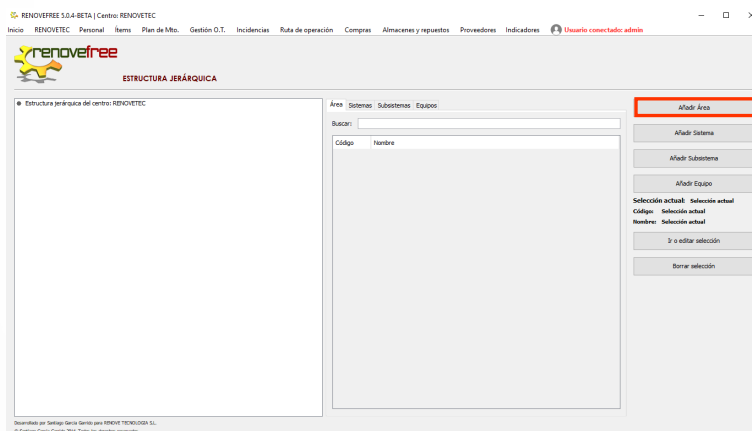 RENOVEFREE 5.0.4-BETA | Centro: RENOVETEC
Inicio RENOVETEC Personal Ítems Plan de Mto. Gestión O.T. Incidencias Ruta de operación Compras Almacenes y repuestos Proveedores Indicadores Usuario conectado: admin
renovefree
ESTRUCTURA JERÁRQUICA
Estructura jerárquica del centro: RENOVETEC
Área Sistemas Subsistemas Equipos
Buscar:
Código Nombre
Añadir Área
Añadir Sistema
Añadir Subsistema
Añadir Equipo
Selección actual: Selección actual
Código: Selección actual
Nombre: Selección actual
Ir o editar selección
Borrar selección
Desarrollado por Santiago García Garrido para RENOVE TECNOLOGÍA S.L.